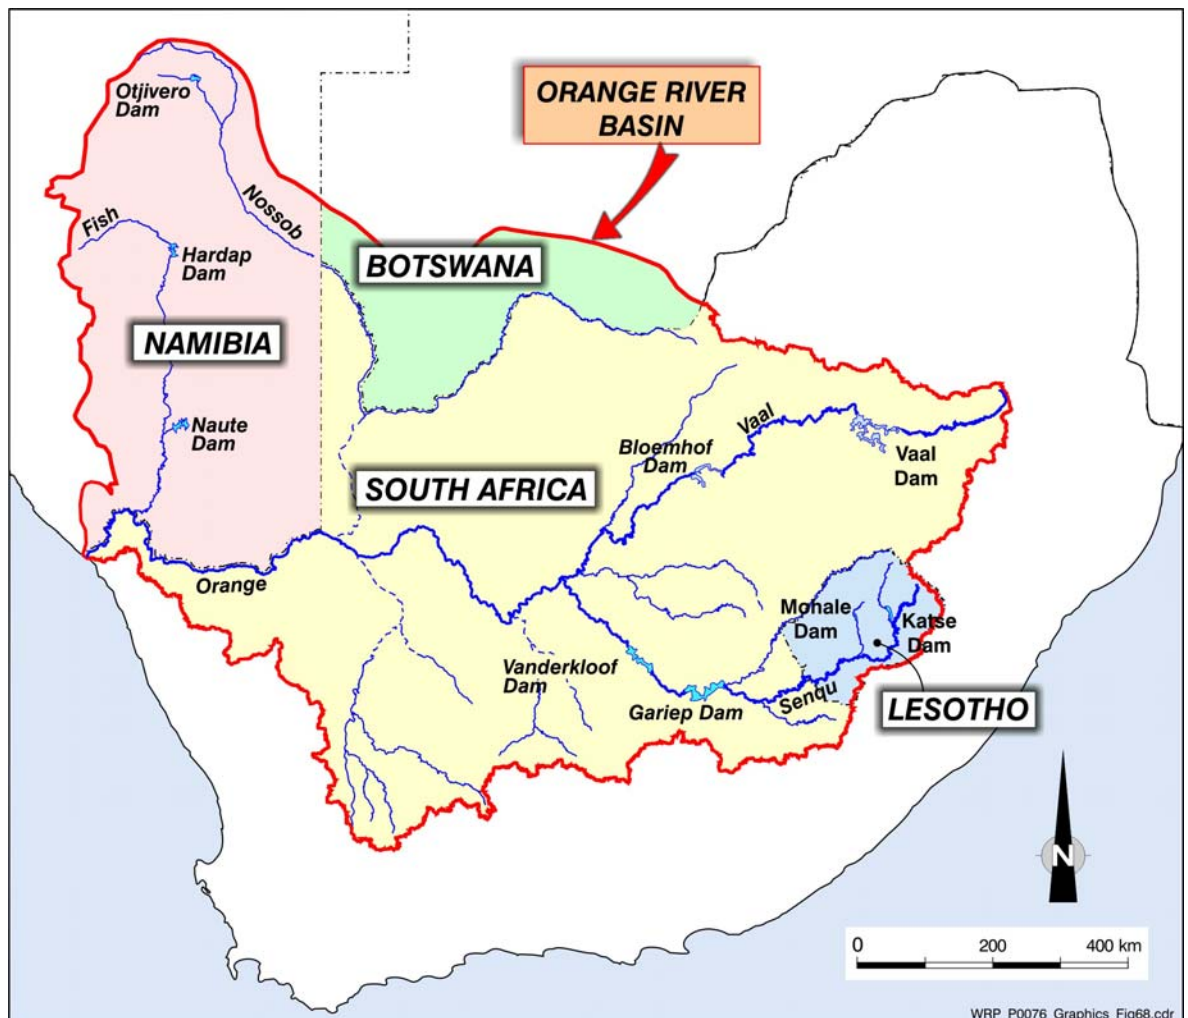 ORANGE RIVER
BASIN
Otjivero
Dam
Nossob
Fish
Hardap
Dam
BOTSWANA
NAMIBIA
Naute
Dam
Vaal
Bloemhof
Dam
Vaal
Dam
SOUTH AFRICA
Orange
Monale
Dam
Katse
Dam
Vanderkloof
Dam
Senqu
Gariep Dam
LESOTHO
N
0 200 400 km
WRP_P0076_Graphics_Fig68.cdr